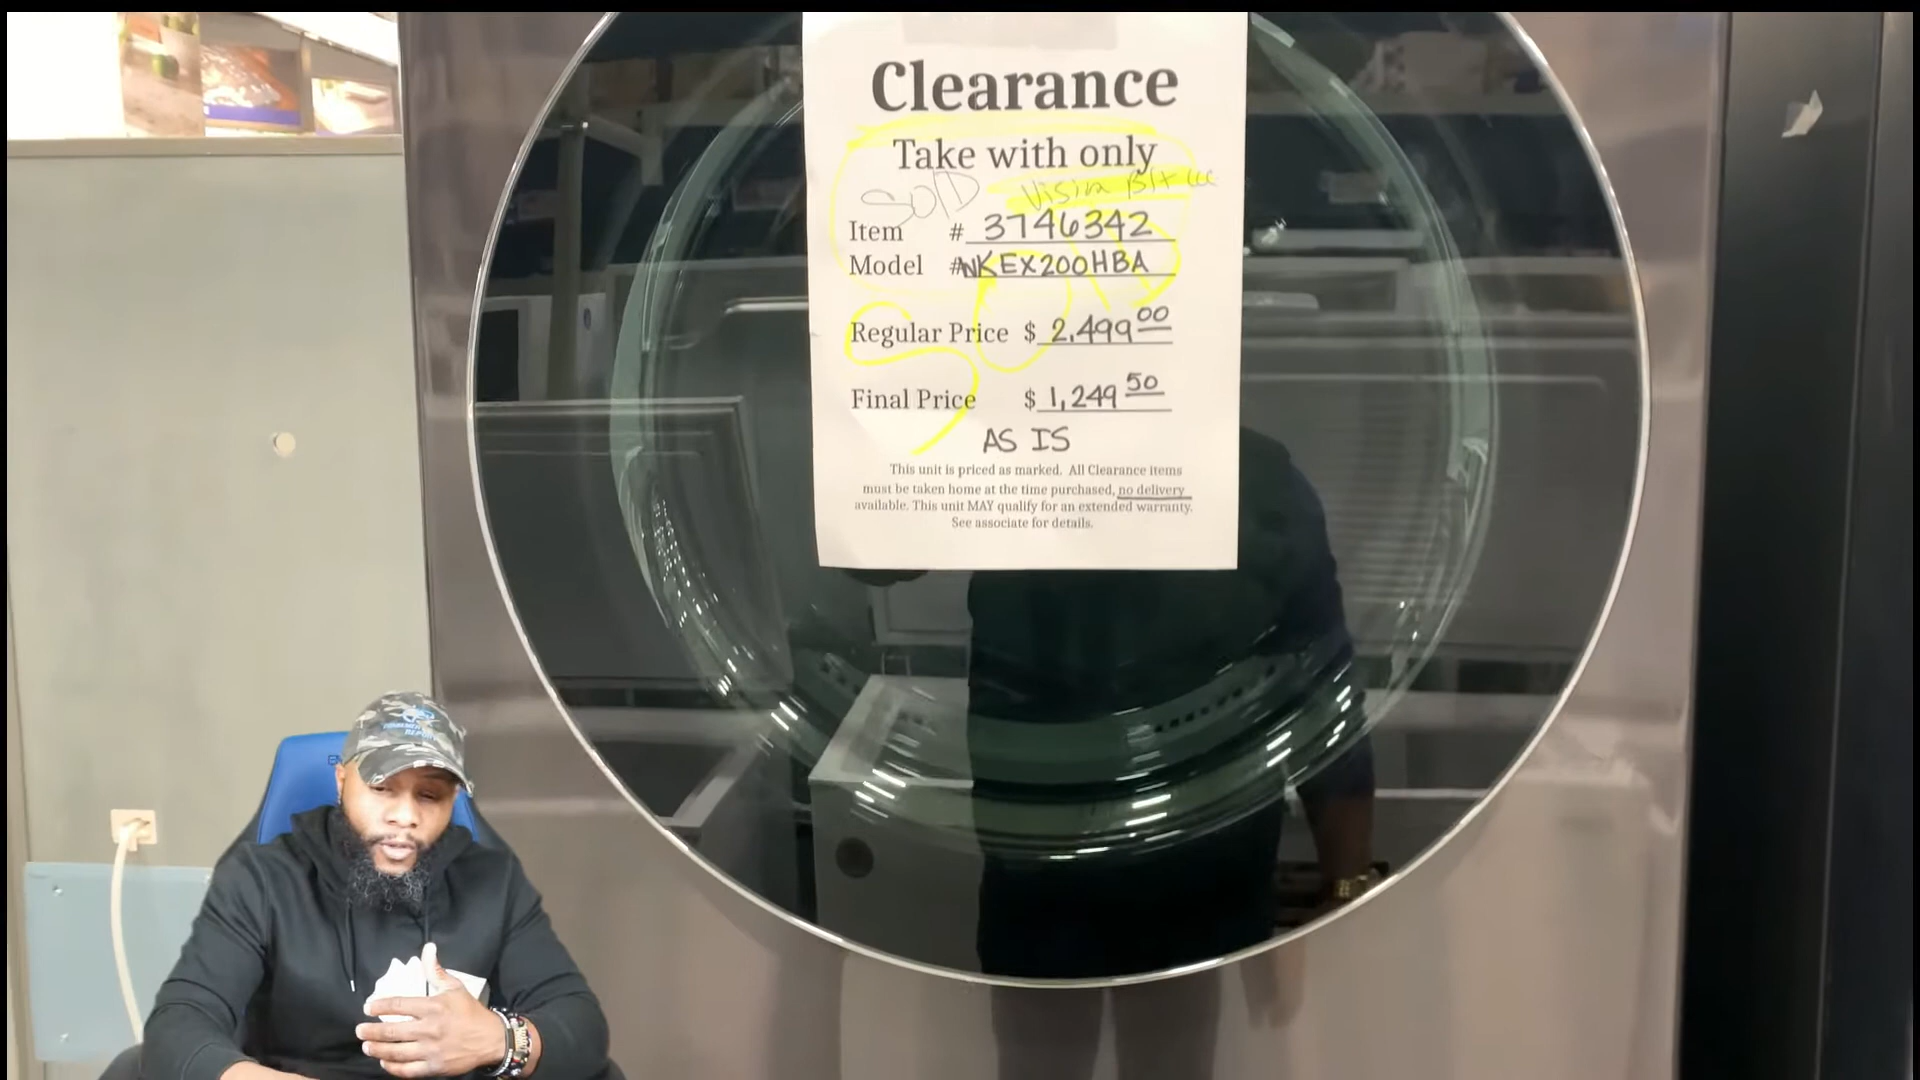 Clearance
Take with only
SOLD
Item # 3746342
Model # WKEX200HBA
Regular Price $ 2,499 00
Final Price $ 1,249 50
AS IS
This unit is priced as marked. All Clearance items
must be taken home at the time purchased, no delivery
available. This unit MAY qualify for an extended warranty.
See associate for details.
SOLD